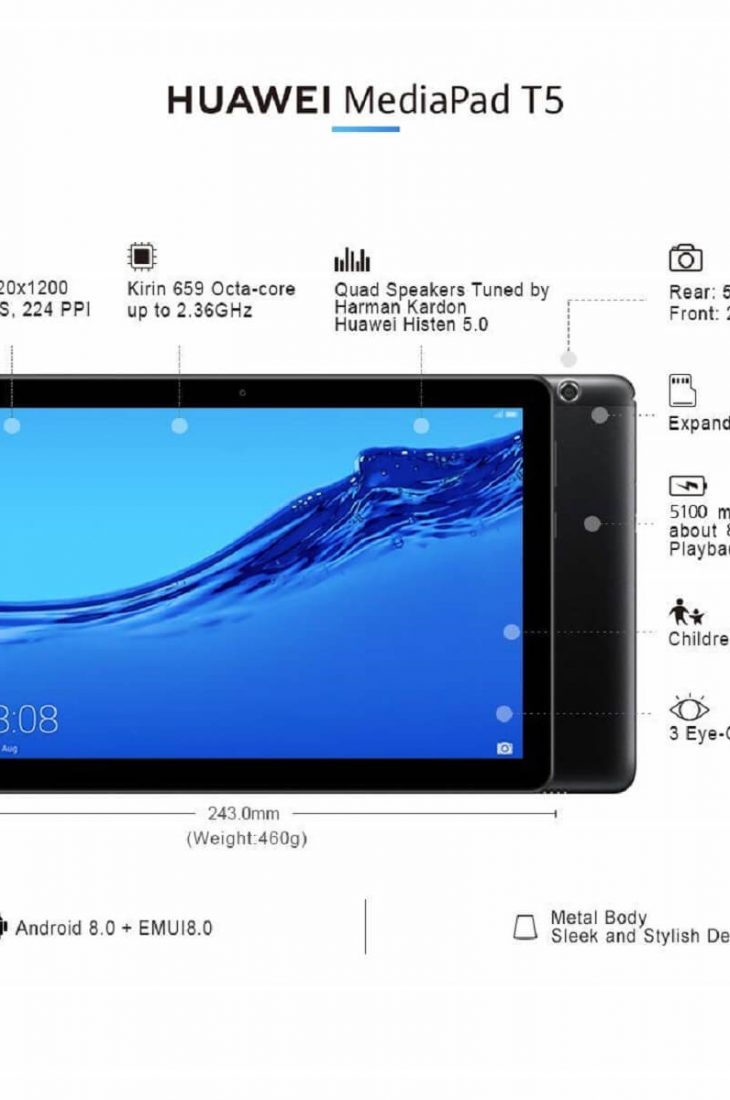 HUAWEI MediaPad T5
20x1200
S, 224 PPI
Kirin 659 Octa-core
up to 2.36GHz
Quad Speakers Tuned by
Harman Kardon
Huawei Histen 5.0
Rear: 5
Front: 2
Expand
5100 m
about 8
Playba
Childre
3 Eye-C
:08
Aug
243.0mm
(Weight:460g)
Android 8.0 + EMUI8.0
Metal Body
Sleek and Stylish De